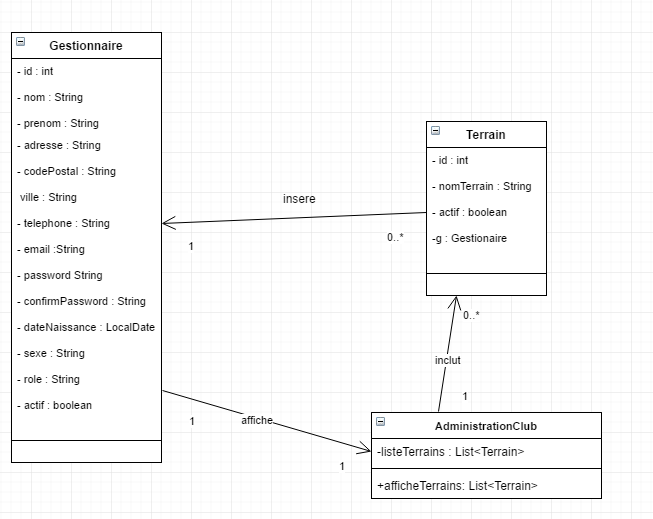 Gestionnaire
- id : int
- nom : String
- prenom : String
- adresse : String
- codePostal : String
ville : String
- telephone : String
- email :String
- password String
- confirmPassword : String
- dateNaissance : LocalDate
- sexe : String
- role : String
- actif : boolean
insere
1
0..*
Terrain
- id : int
- nomTerrain : String
- actif : boolean
-g : Gestionaire
0..*
inclut
1
affiche
1
1
AdministrationClub
-listeTerrains : List<Terrain>
+afficheTerrains: List<Terrain>